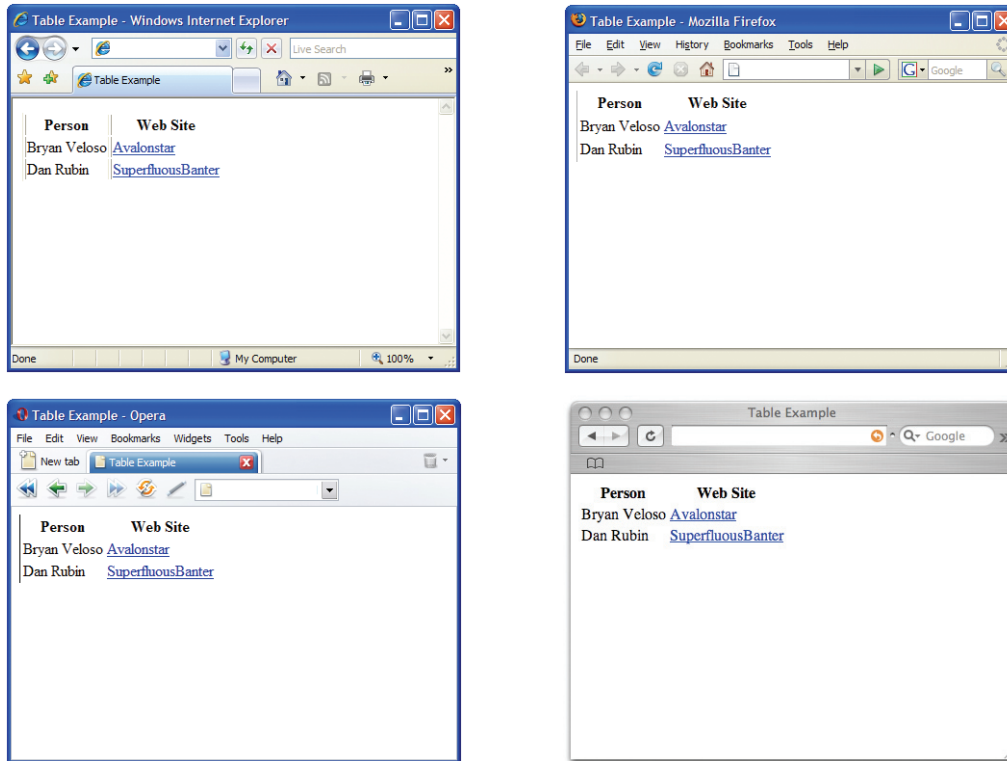 Table Example - Windows Internet Explorer
Live Search
Table Example
»
Person Web Site
Bryan Veloso Avalonstar
Dan Rubin SuperfluousBanter
Done My Computer 100%
Table Example - Mozilla Firefox
File Edit View History Bookmarks Tools Help
G Google
Person Web Site
Bryan Veloso Avalonstar
Dan Rubin SuperfluousBanter
Done
Table Example - Opera
File Edit View Bookmarks Widgets Tools Help
New tab Table Example
Person Web Site
Bryan Veloso Avalonstar
Dan Rubin SuperfluousBanter
Table Example
Google
Person Web Site
Bryan Veloso Avalonstar
Dan Rubin SuperfluousBanter